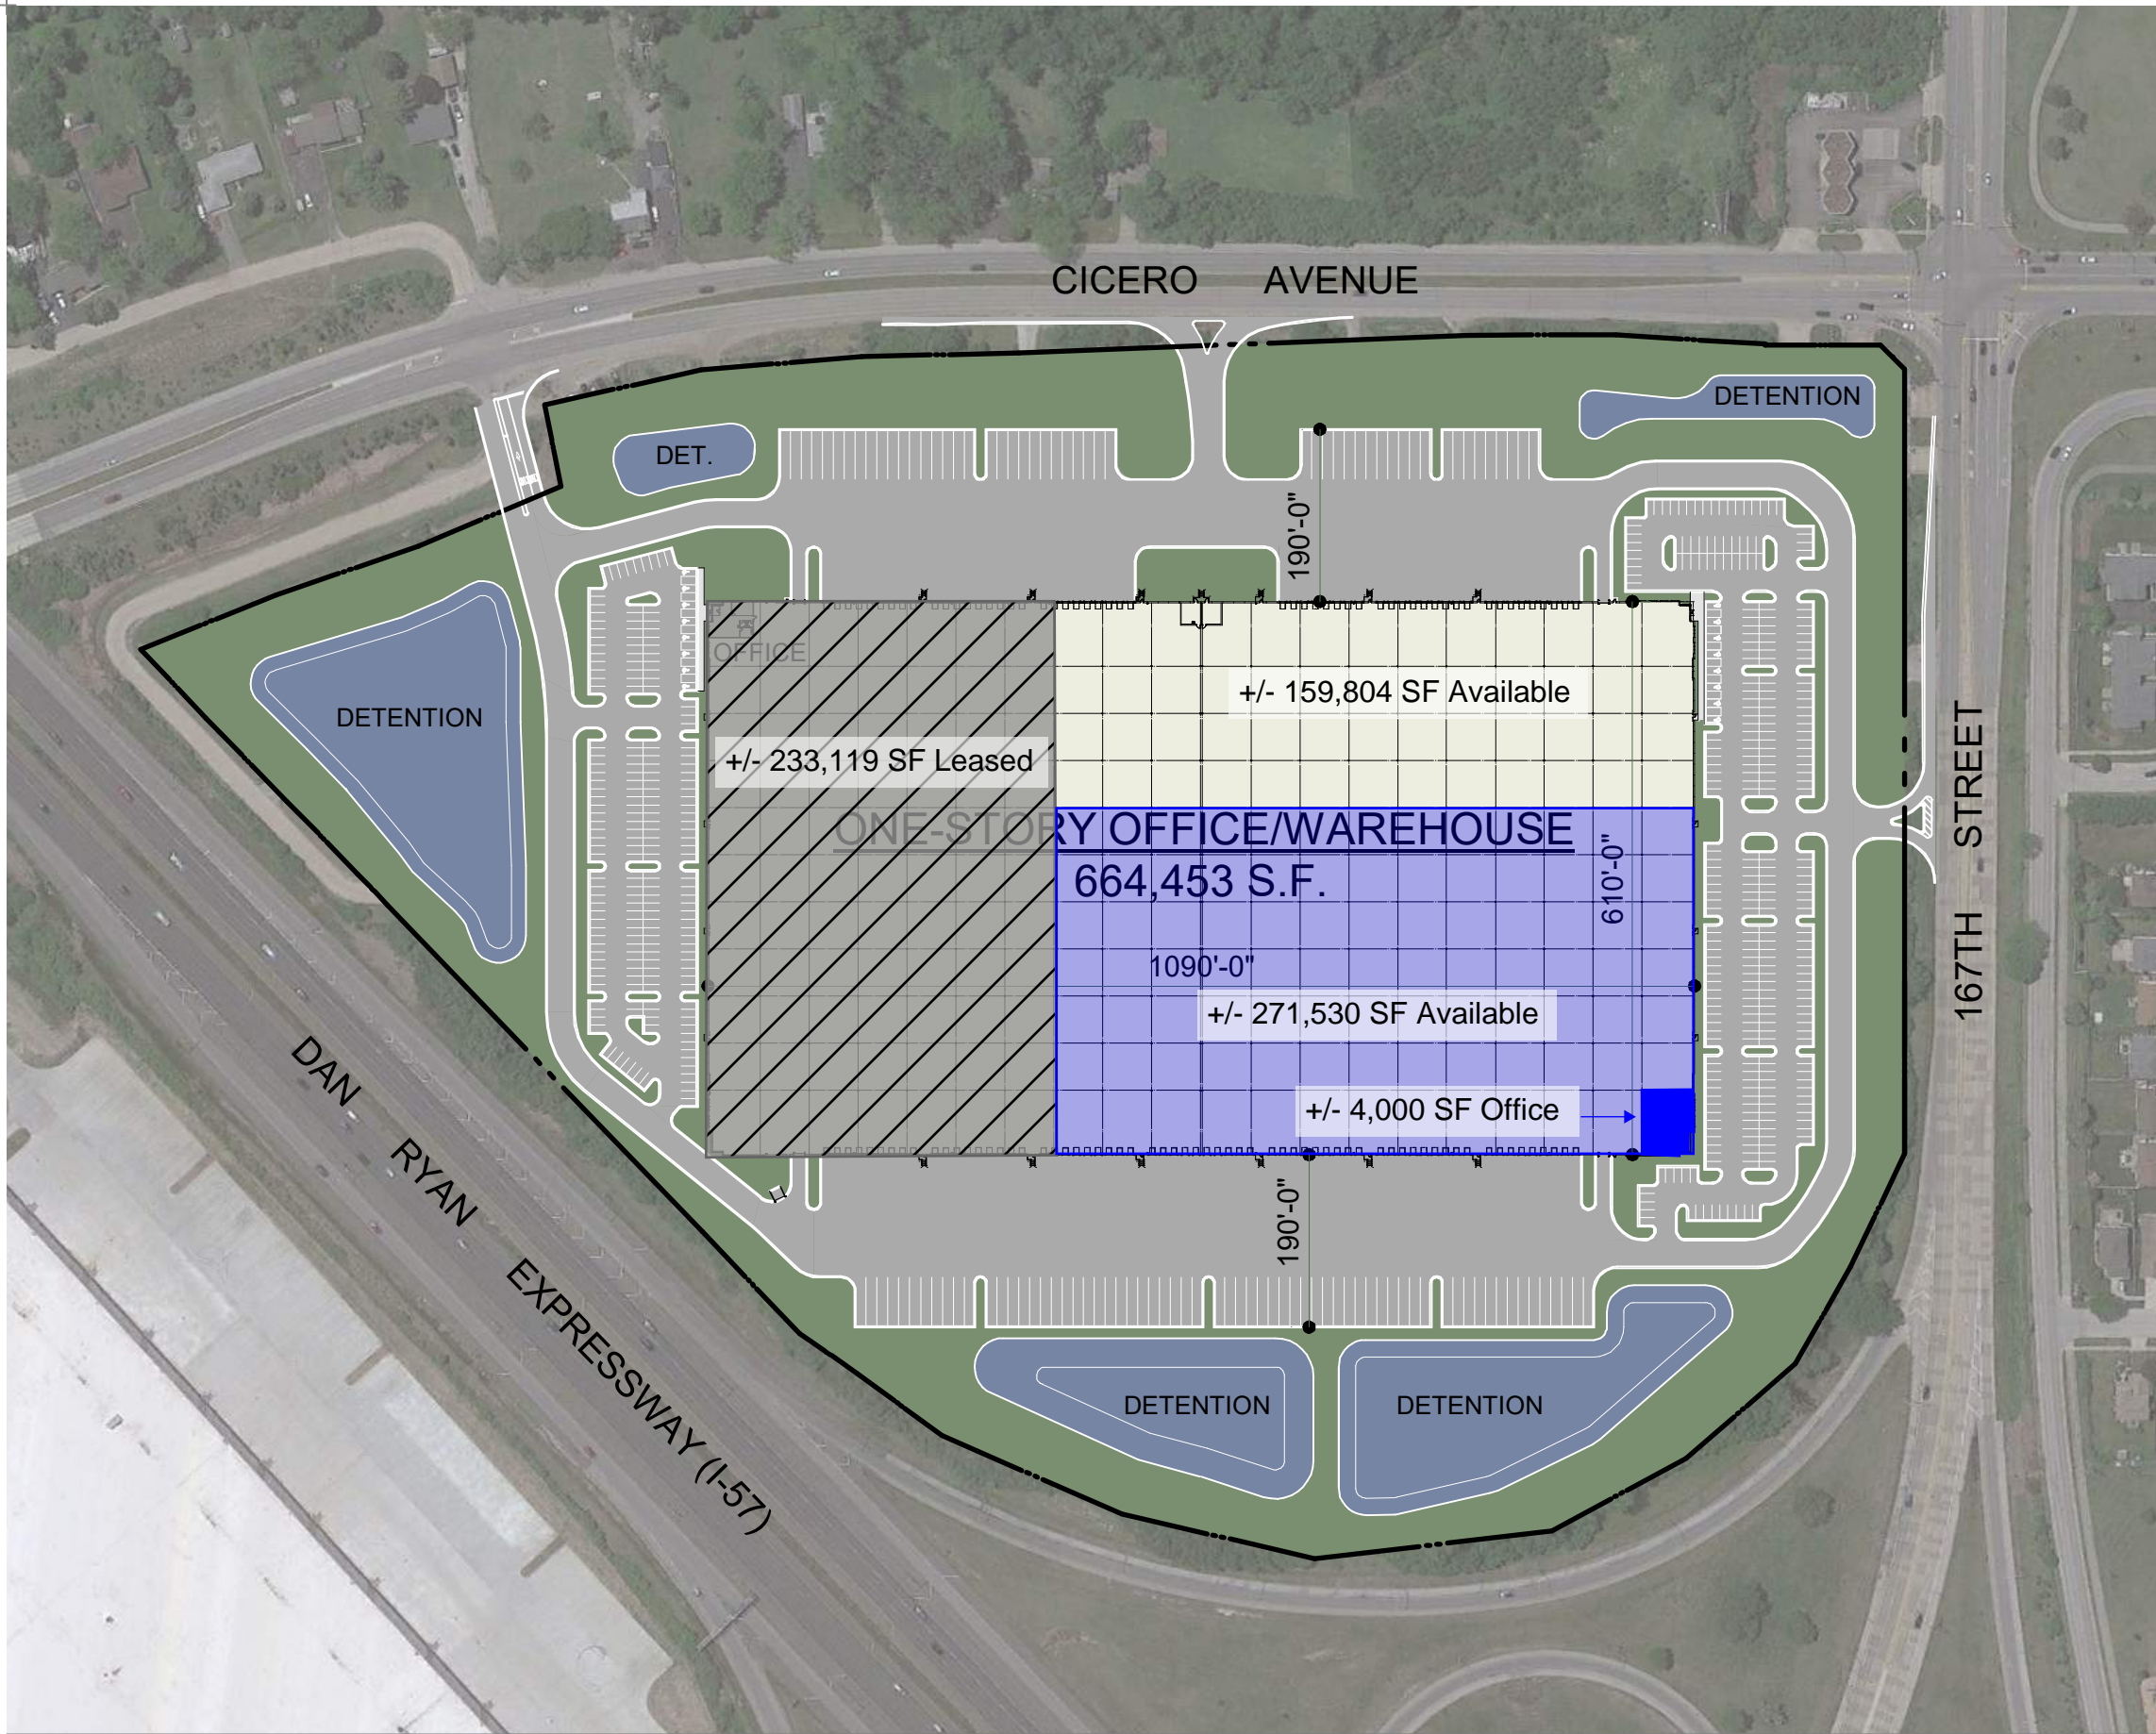 CICERO AVENUE
DETENTION
DET.
190'-0"
OFFICE
+/- 159,804 SF Available
DETENTION
+/- 233,119 SF Leased
ONE-STORY OFFICE/WAREHOUSE
664,453 S.F.
610'-0"
1090'-0"
+/- 271,530 SF Available
+/- 4,000 SF Office
167TH STREET
190'-0"
DAN RYAN EXPRESSWAY (I-57)
DETENTION
DETENTION